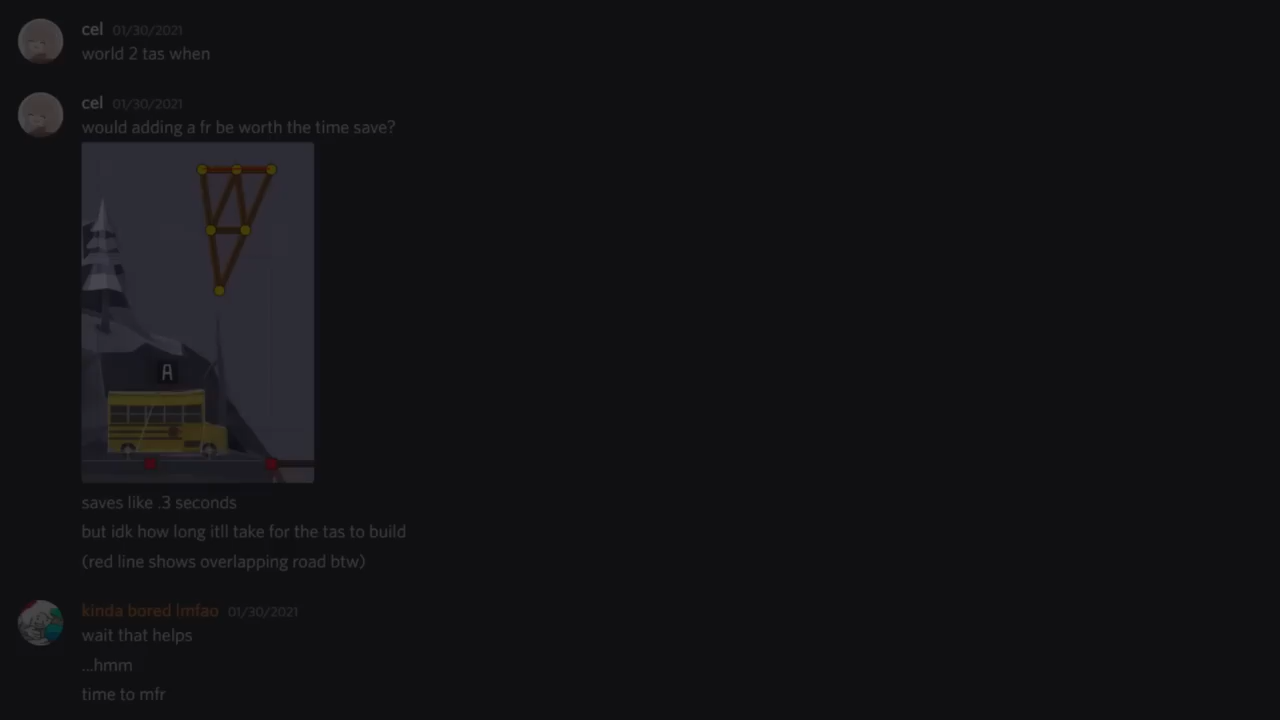 cel 01/30/2021
world 2 tas when
cel 01/30/2021
would adding a fr be worth the time save?
A
saves like .3 seconds
but idk how long itll take for the tas to build
(red line shows overlapping road btw)
kinda bored lmfao 01/30/2021
wait that helps
...hmm
time to mfr